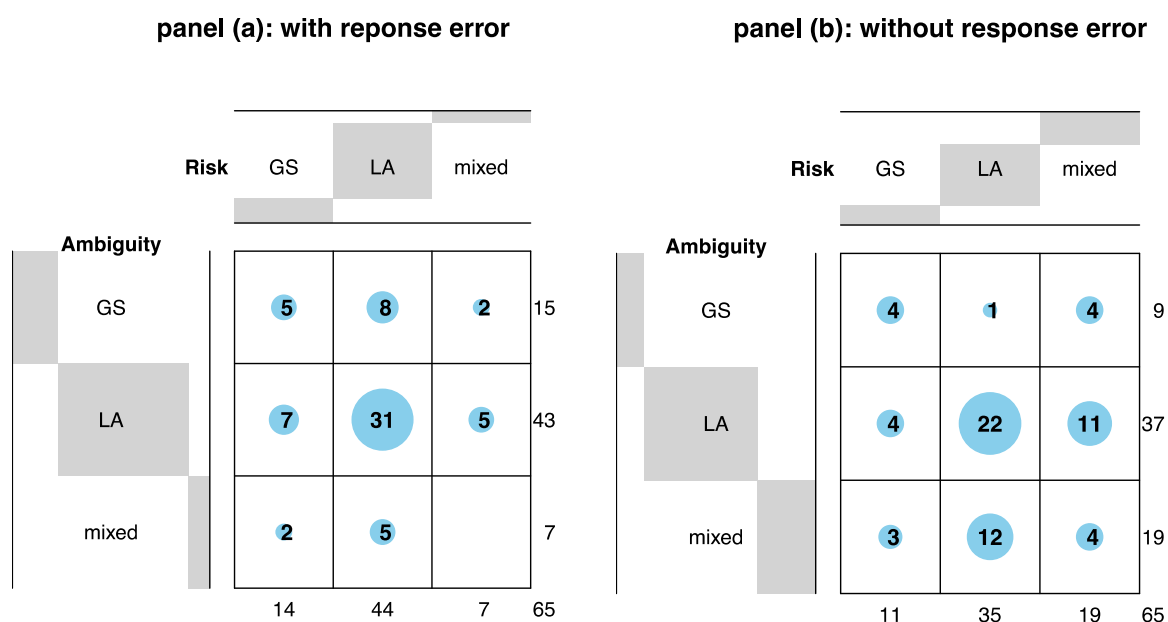 panel (a): with reponse error
Risk GS LA mixed
Ambiguity
GS 5 8 2 15
LA 7 31 5 43
mixed 2 5 7
14 44 7 65
panel (b): without response error
Risk GS LA mixed
Ambiguity
GS 4 1 4 9
LA 4 22 11 37
mixed 3 12 4 19
11 35 19 65